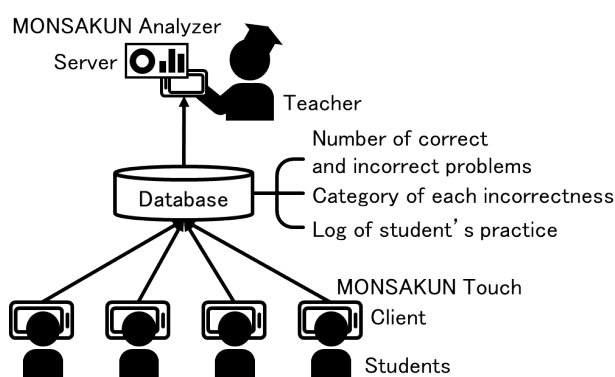 MONSAKUN Analyzer
Server
Teacher
Number of correct
and incorrect problems
Database
Category of each incorrectness
Log of student's practice
MONSAKUN Touch
Client
Students